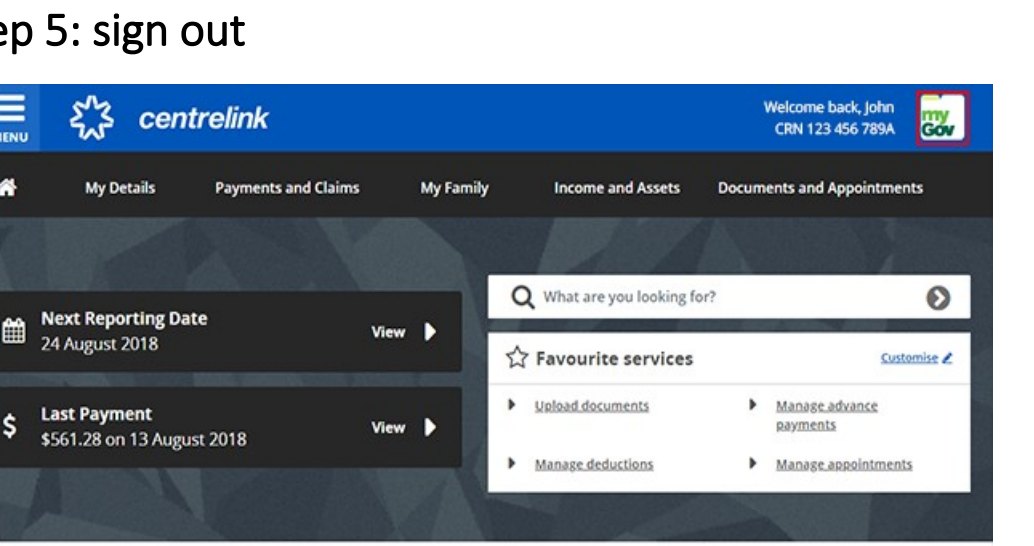 ep 5: sign out
MENU
centrelink
Welcome back, John
CRN 123 456 789A
my
Gov
My Details
Payments and Claims
My Family
Income and Assets
Documents and Appointments
Next Reporting Date
24 August 2018
View
Last Payment
$561.28 on 13 August 2018
View
What are you looking for?
Favourite services
Customise
Upload documents
Manage advance
payments
Manage deductions
Manage appointments